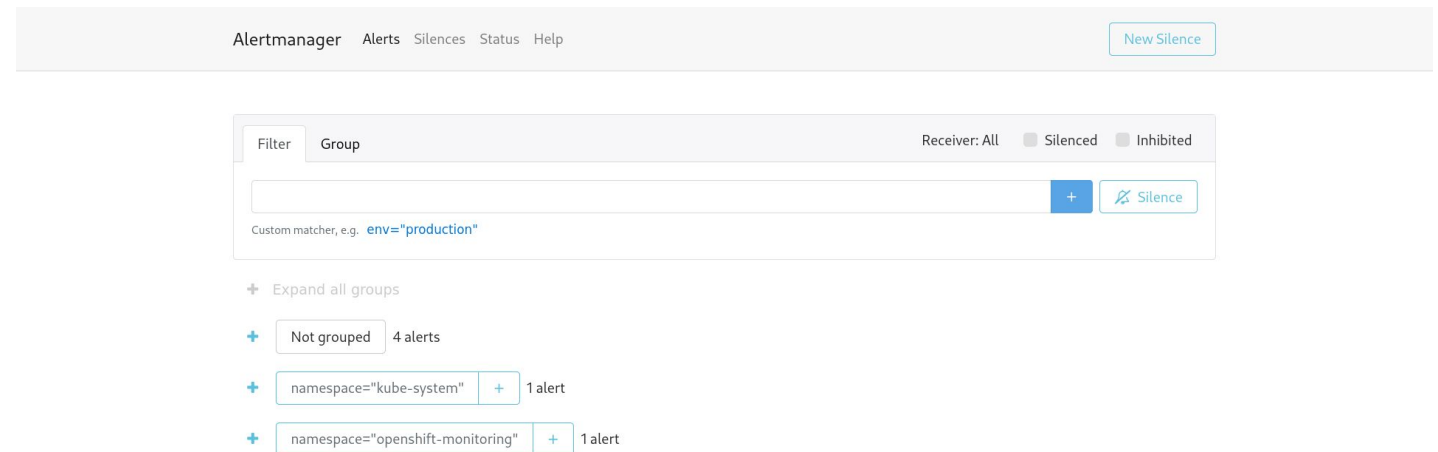 Alertmanager Alerts Silences Status Help New Silence
Filter Group Receiver: All Silenced Inhibited
+ Silence
Custom matcher, e.g. env="production"
+ Expand all groups
+ Not grouped 4 alerts
+ namespace="kube-system" + 1 alert
+ namespace="openshift-monitoring" + 1 alert